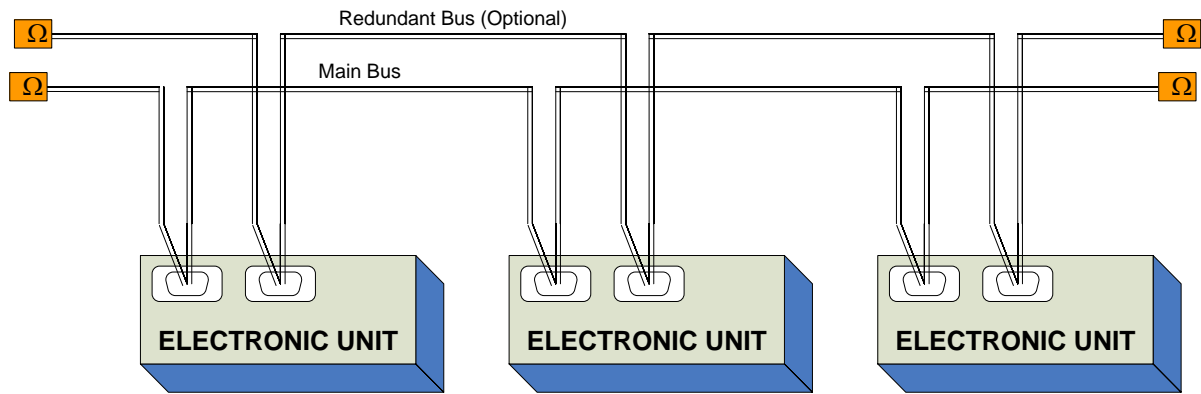 Redundant Bus (Optional)
Ω Ω
Main Bus
Ω Ω
ELECTRONIC UNIT ELECTRONIC UNIT ELECTRONIC UNIT